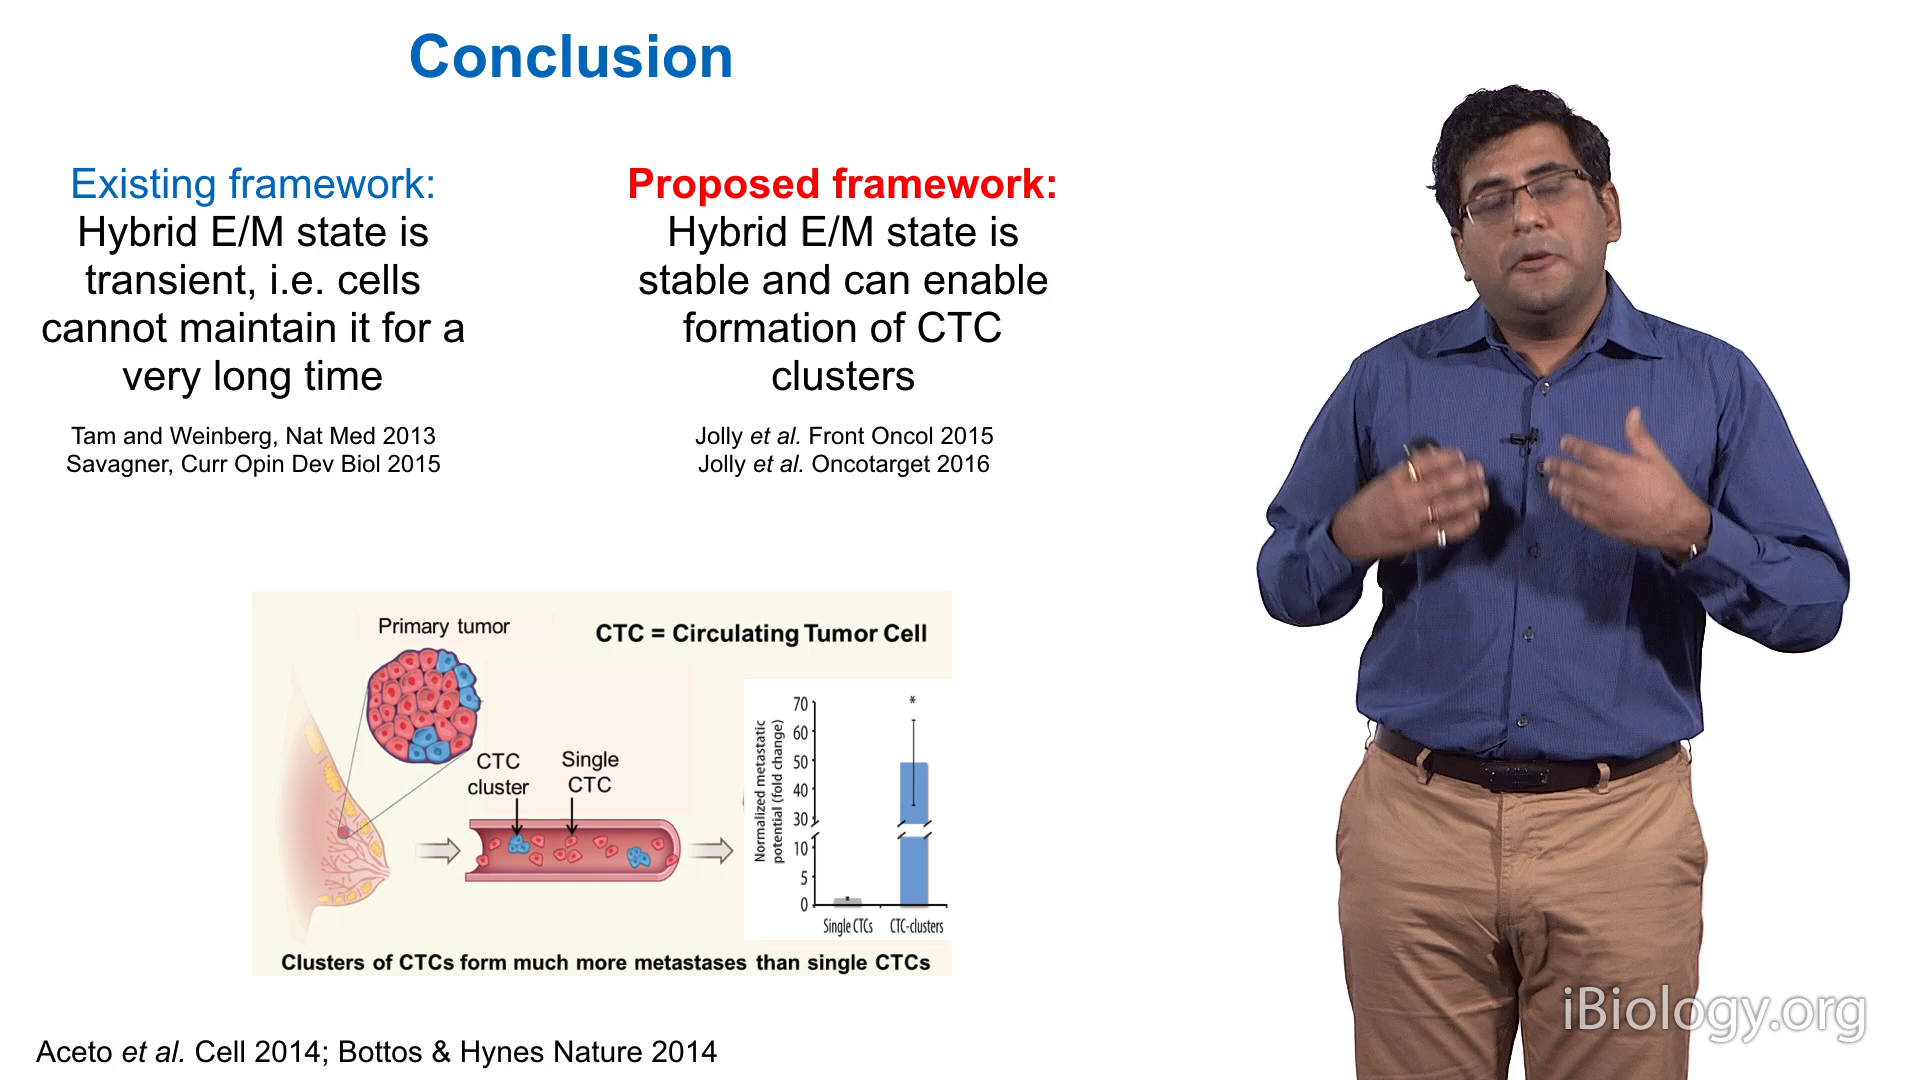 Conclusion
Existing framework:
Hybrid E/M state is
transient, i.e. cells
cannot maintain it for a
very long time
Tam and Weinberg, Nat Med 2013
Savagner, Curr Opin Dev Biol 2015
Proposed framework:
Hybrid E/M state is
stable and can enable
formation of CTC
clusters
Jolly et al. Front Oncol 2015
Jolly et al. Oncotarget 2016
Primary tumor
CTC = Circulating Tumor Cell
CTC
cluster
Single
CTC
Normalized metastatic
potential (fold change)
70
60
50
40
30
10
5
0
*
Single CTCs
CTC-clusters
Clusters of CTCs form much more metastases than single CTCs
Aceto et al. Cell 2014; Bottos & Hynes Nature 2014
iBiology.org